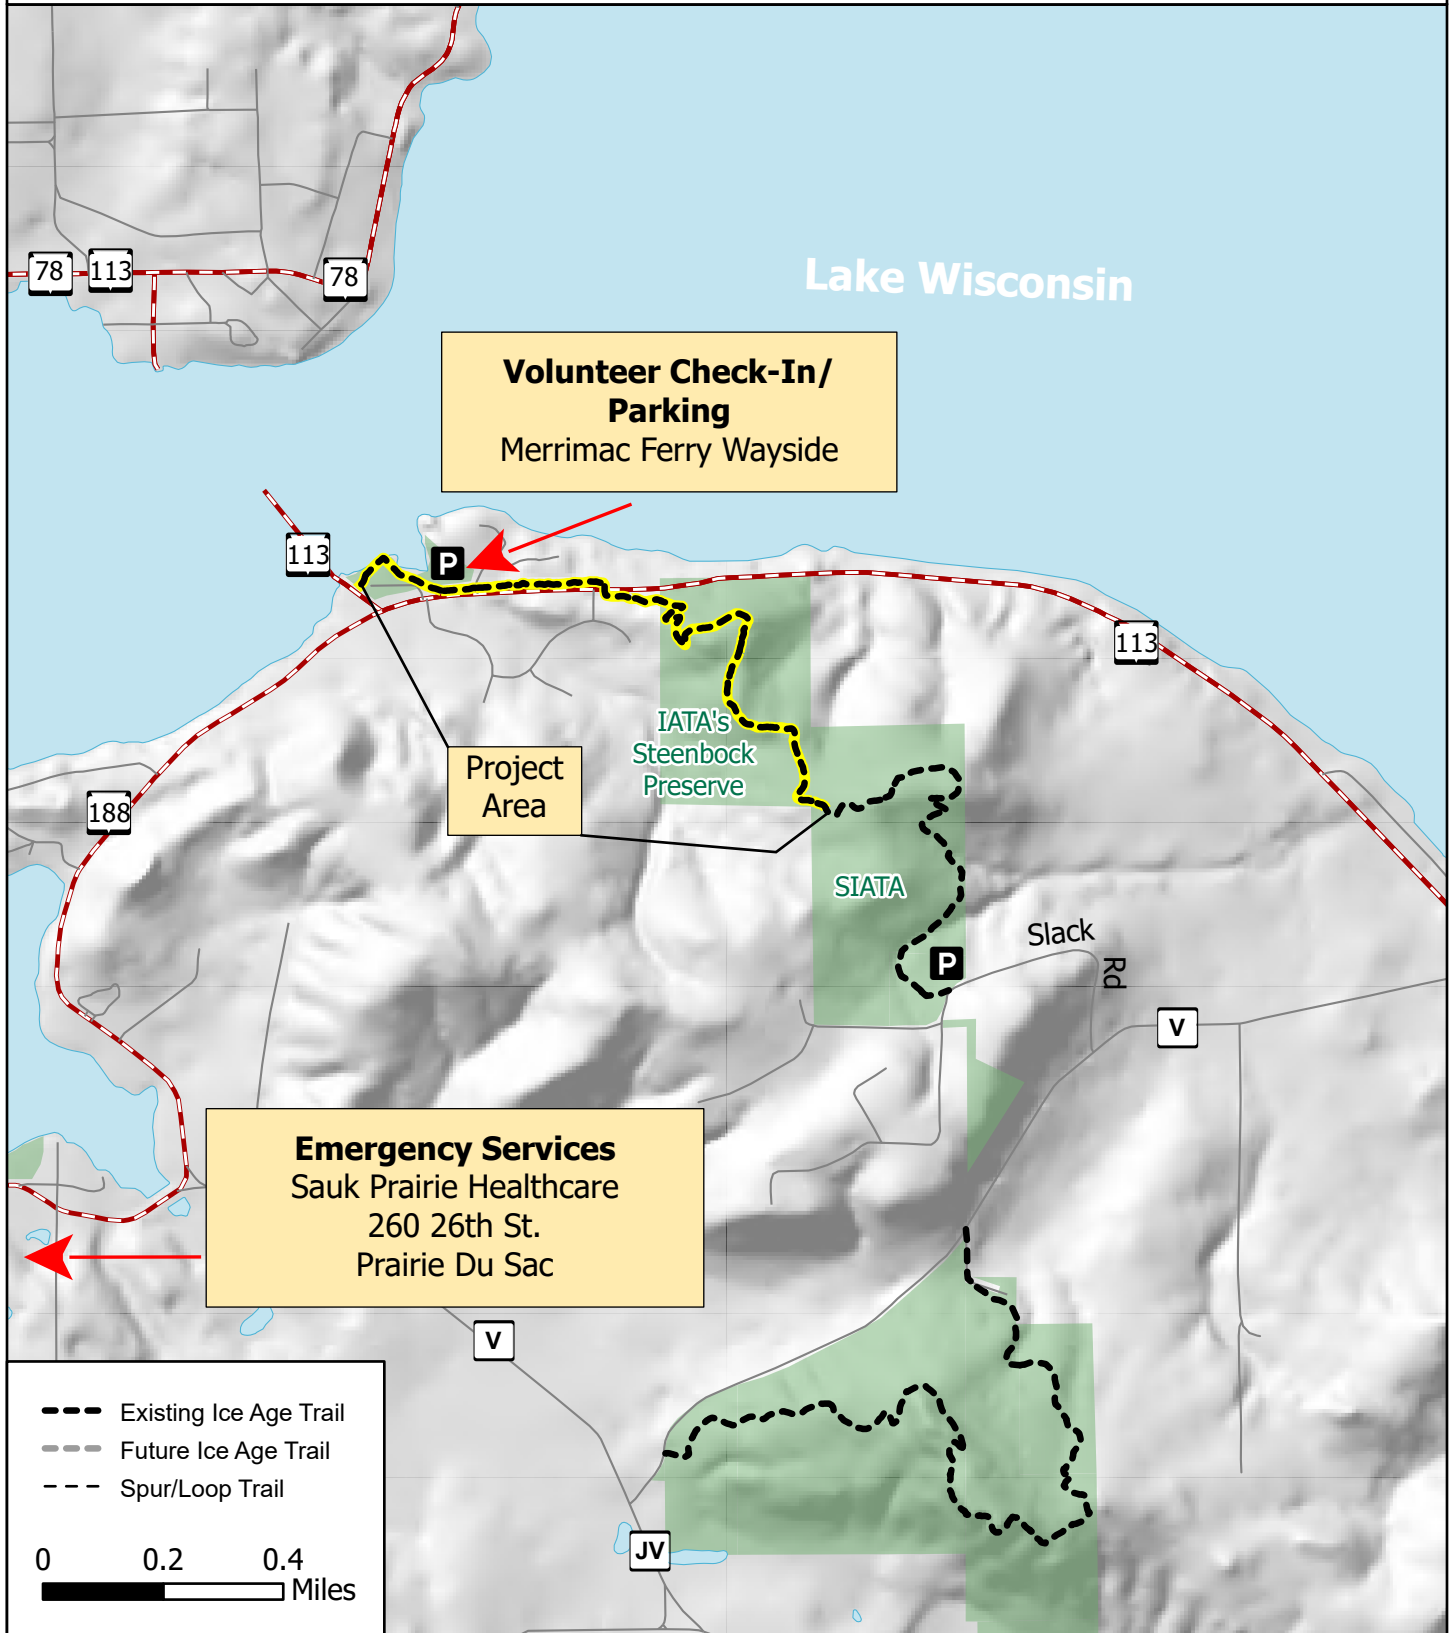 78
113
78
Lake Wisconsin
Volunteer Check-In/
Parking
Merrimac Ferry Wayside
113
P
113
IATA's
Steenbock
Preserve
Project
Area
188
SIATA
Slack
Rd
P
V
Emergency Services
Sauk Prairie Healthcare
260 26th St.
Prairie Du Sac
V
Existing Ice Age Trail
Future Ice Age Trail
Spur/Loop Trail
0 0.2 0.4
Miles
JV